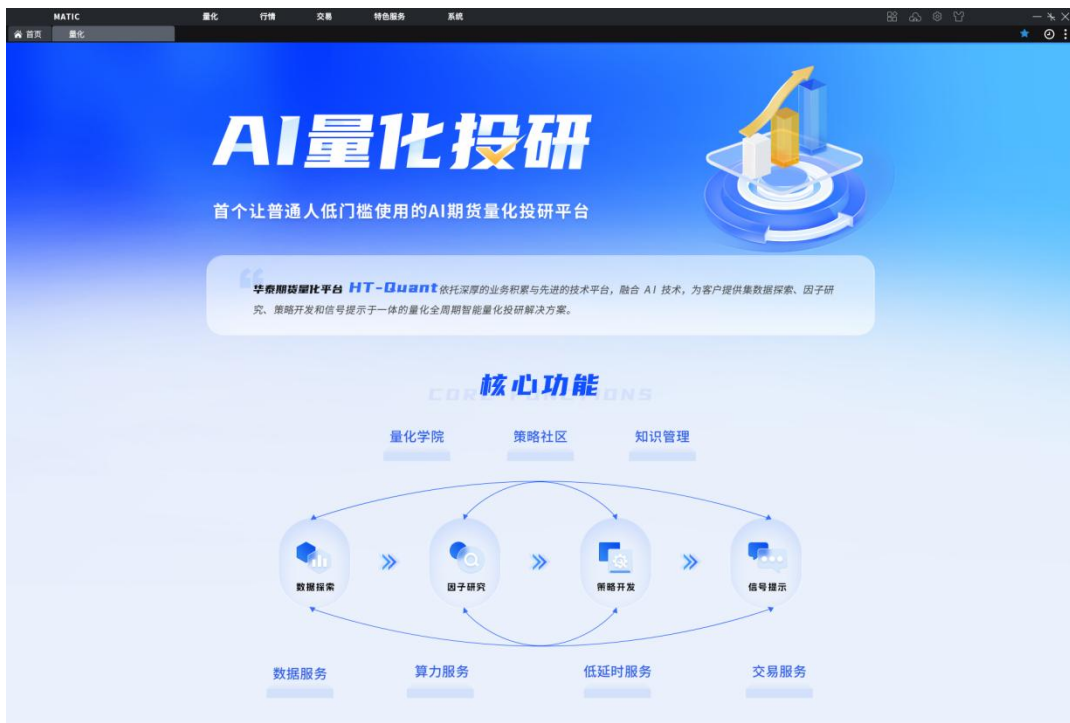 MATIC 量化 行情 交易 特色服务 系统
首页 量化
AI量化投研
首个让普通人低门槛使用的AI期货量化投研平台
华泰期货量化平台 HT-Quant 依托深厚的业务积累与先进的技术平台，融合 AI 技术，为客户提供集数据探索、因子研
究、策略开发和信号提示于一体的量化全周期智能量化投研解决方案。
CORE FUNCTIONS
核心功能
量化学院 策略社区 知识管理
数据探索 因子研究 策略开发 信号提示
数据服务 算力服务 低延时服务 交易服务